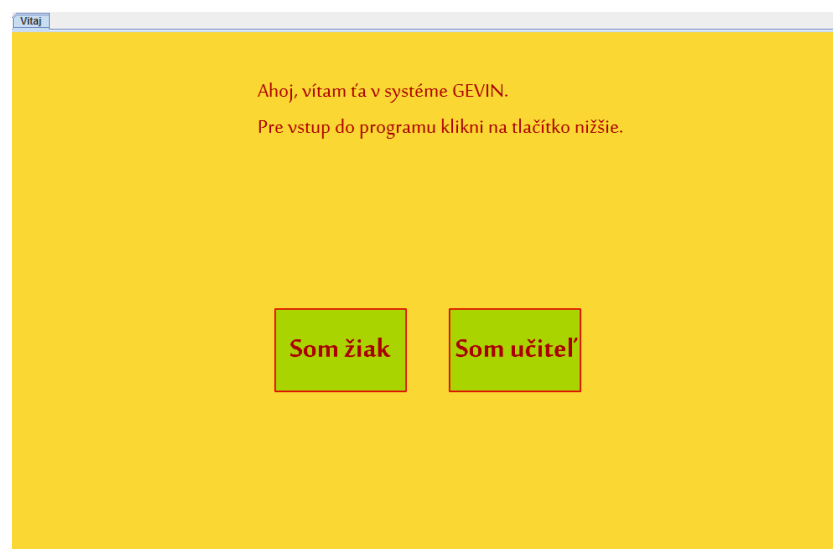 Vitaj
Ahoj, vítam ťa v systéme GEVIN.
Pre vstup do programu klikni na tlačítko nižšie.
Som žiak
Som učiteľ